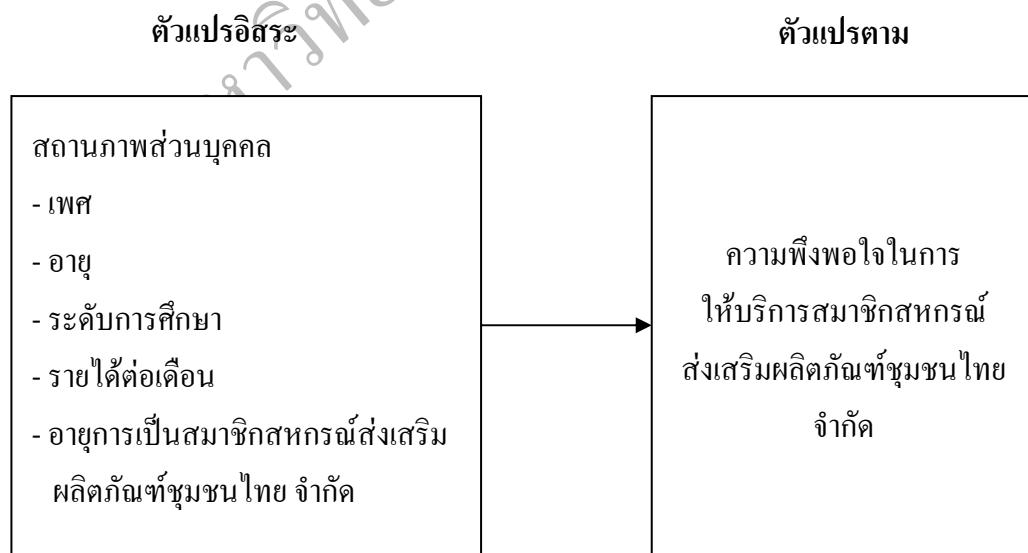 ตัวแปรอิสระ
ตัวแปรตาม
สถานภาพส่วนบุคคล
- เพศ
- อายุ
- ระดับการศึกษา
- รายได้ต่อเดือน
- อายุการเป็นสมาชิกสหกรณ์ส่งเสริม
ผลิตภัณฑ์ชุมชนไทย จำกัด
ความพึงพอใจในการ
ให้บริการสมาชิกสหกรณ์
ส่งเสริมผลิตภัณฑ์ชุมชนไทย
จำกัด